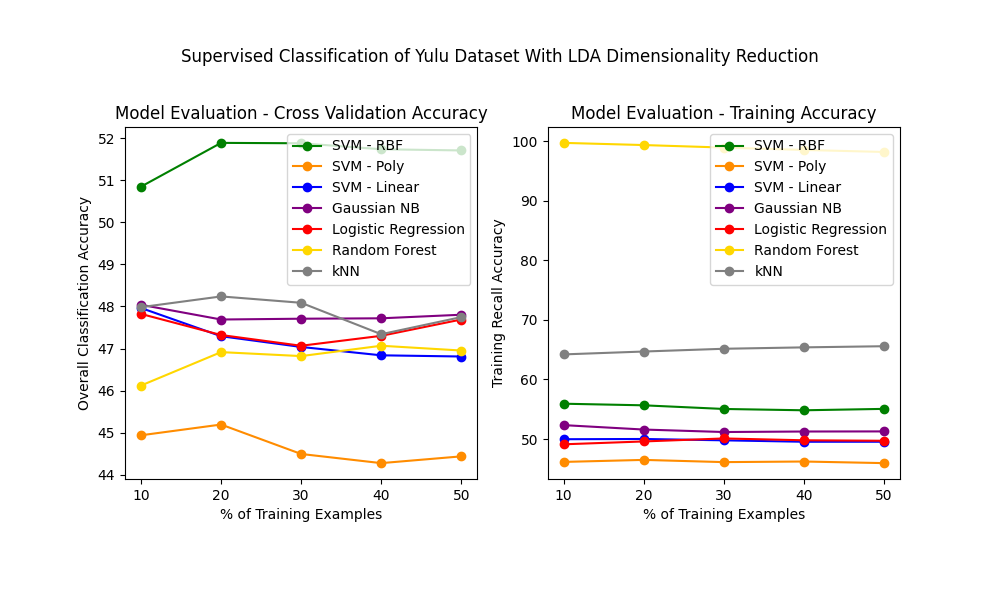 Supervised Classification of Yulu Dataset With LDA Dimensionality Reduction
Model Evaluation - Cross Validation Accuracy
Overall Classification Accuracy
52
51
50
49
48
47
46
45
44
10 20 30 40 50
% of Training Examples
SVM - RBF
SVM - Poly
SVM - Linear
Gaussian NB
Logistic Regression
Random Forest
kNN
Model Evaluation - Training Accuracy
Training Recall Accuracy
100
90
80
70
60
50
10 20 30 40 50
% of Training Examples
SVM - RBF
SVM - Poly
SVM - Linear
Gaussian NB
Logistic Regression
Random Forest
kNN